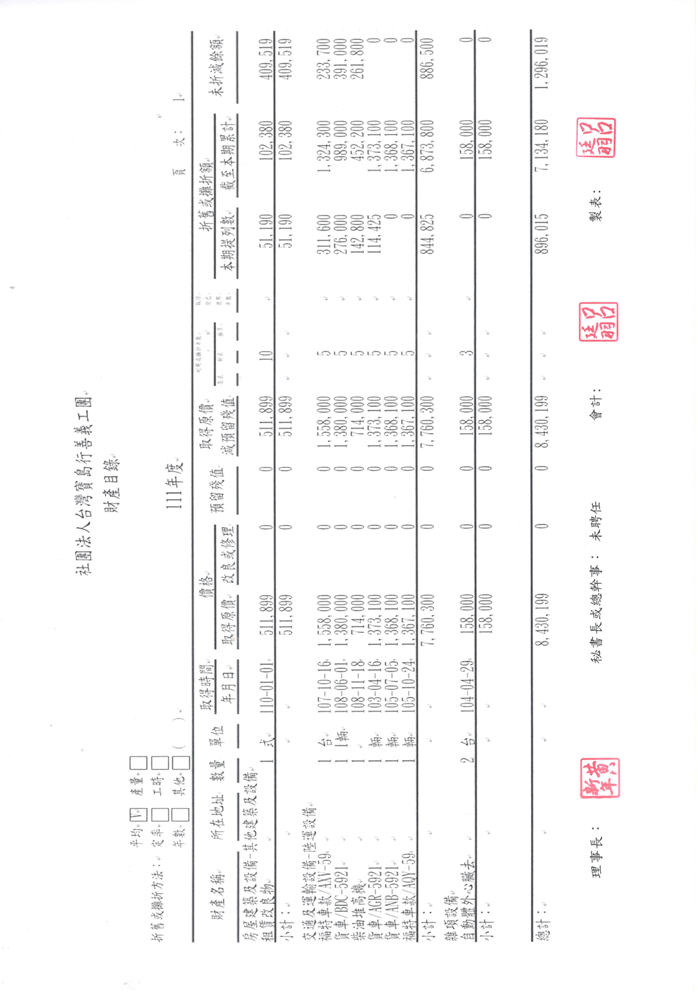 社團法人台灣寶島行善義工團
財產目錄
111年度
折舊或攤折方法： 平均 V 產量
定率 工時
年數 其他 ( )
頁 次： 1
財產名稱 所在地址 數量 單位 取得時間 年月日 價格 取得原價 改良或修理 預留殘值 取得原價 減預留殘值 折舊或攤折額 本期提列數 截至本期累計 未折減餘額
房屋建築及設備-其他建築及設備
租賃改良物 1 式 110-01-01 511,899 0 0 511,899 10 51,190 102,380 409,519
小計： 511,899 0 0 511,899 51,190 102,380 409,519
交通及運輸設備-陸運設備
福特車款/AXV-59 1 台 107-10-16 1,558,000 0 0 1,558,000 5 311,600 1,324,300 233,700
貨車/BDC-5921 1 1輛 108-06-01 1,380,000 0 0 1,380,000 5 276,000 989,000 391,000
柴油堆高機 1 108-11-18 714,000 0 0 714,000 5 142,800 452,200 261,800
貨車/AGR-5921 1 輛 103-04-16 1,373,100 0 0 1,373,100 5 114,425 1,373,100 0
貨車/ANB-5921 1 輛 105-07-05 1,368,100 0 0 1,368,100 5 0 1,368,100 0
福特車款/AQY-59 1 輛 105-10-24 1,367,100 0 0 1,367,100 5 0 1,367,100 0
小計： 7,760,300 0 0 7,760,300 844,825 6,873,800 886,500
雜項設備
自動體外心臟去 2 台 104-04-29 158,000 0 0 158,000 3 0 158,000 0
小計： 158,000 0 0 158,000 0 158,000 0
總計： 8,430,199 0 0 8,430,199 896,015 7,134,180 1,296,019
理事長： 黃新年 秘書長或總幹事： 未聘任 會計： 呂廷翮 製表： 呂廷翮